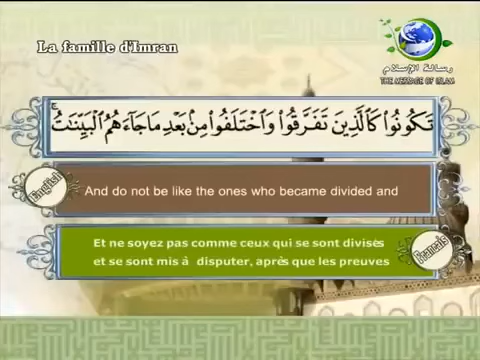 La famille d'Imran
رسالة الإسلام
THE MESSAGE OF ISLAM
تَكُونُوا۟ كَٱلَّذِينَ تَفَرَّقُوا۟ وَٱخْتَلَفُوا۟ مِنۢ بَعْدِ مَا جَآءَهُمُ ٱلْبَيِّنَـٰتُ ۚ
English
And do not be like the ones who became divided and
Et ne soyez pas comme ceux qui se sont divisés
et se sont mis à disputer, après que les preuves
Francais